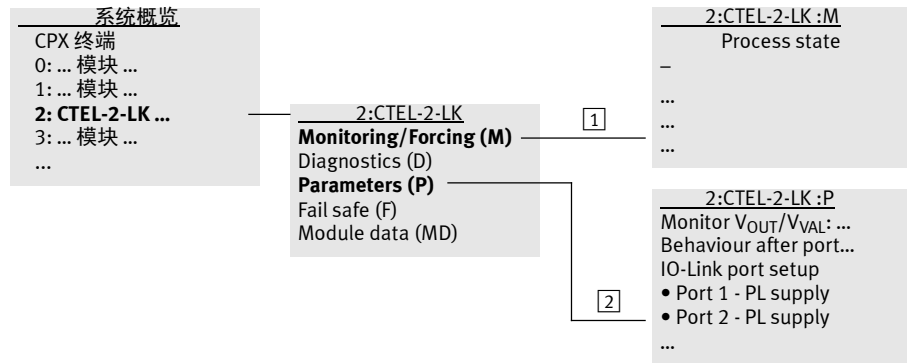 系统概览
CPX 终端
0: ... 模块 ...
1: ... 模块 ...
2: CTEL-2-LK ...
3: ... 模块 ...
...
2:CTEL-2-LK
Monitoring/Forcing (M)
Diagnostics (D)
Parameters (P)
Fail safe (F)
Module data (MD)
1
2
2:CTEL-2-LK :M
Process state
–
...
...
...
2:CTEL-2-LK :P
Monitor VOUT/VVAL: ...
Behaviour after port...
IO-Link port setup
• Port 1 - PL supply
• Port 2 - PL supply
...